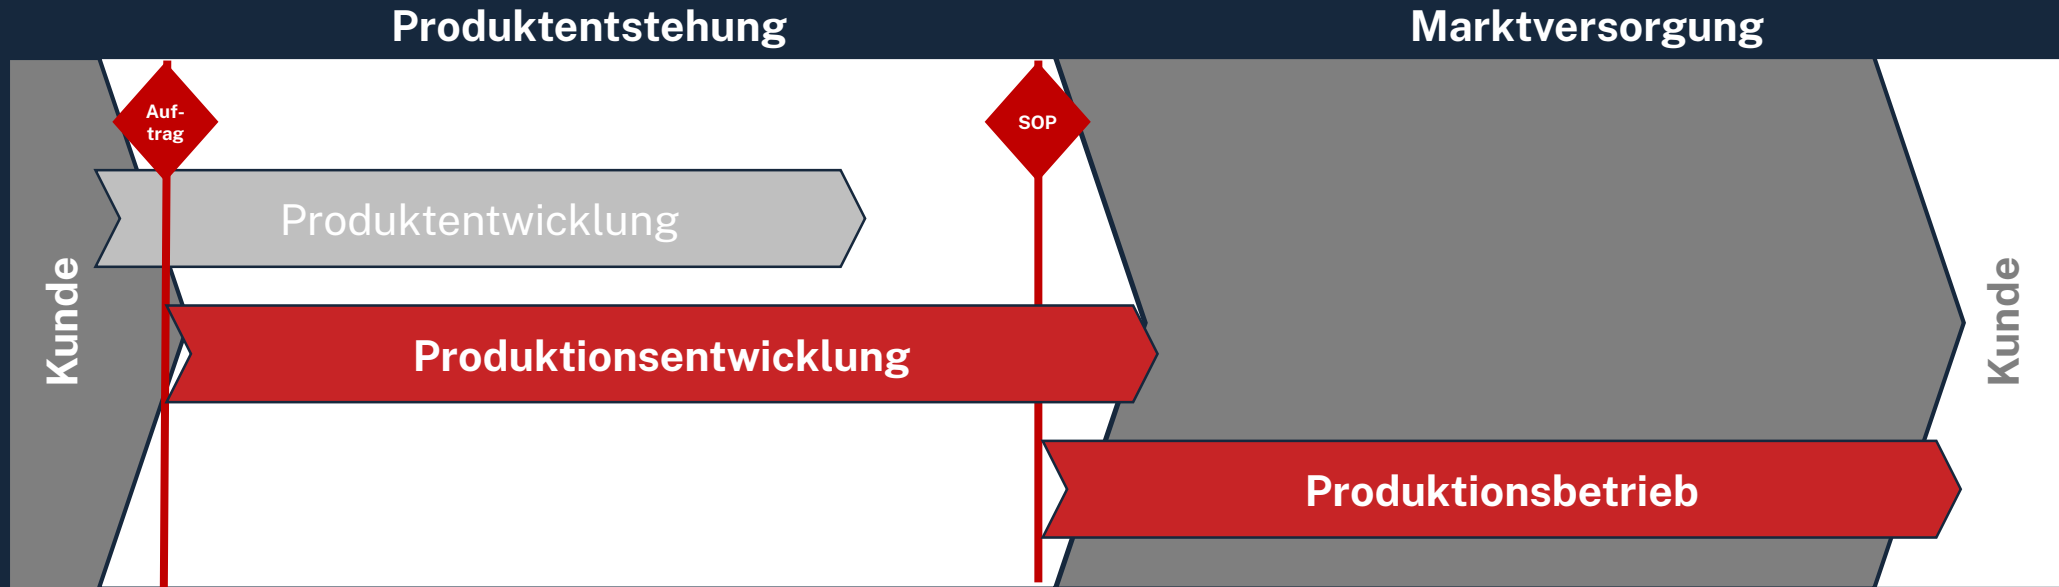 Produktentstehung
Marktversorgung
Auf-
trag
SOP
Produktentwicklung
Kunde
Produktionsentwicklung
Kunde
Produktionsbetrieb